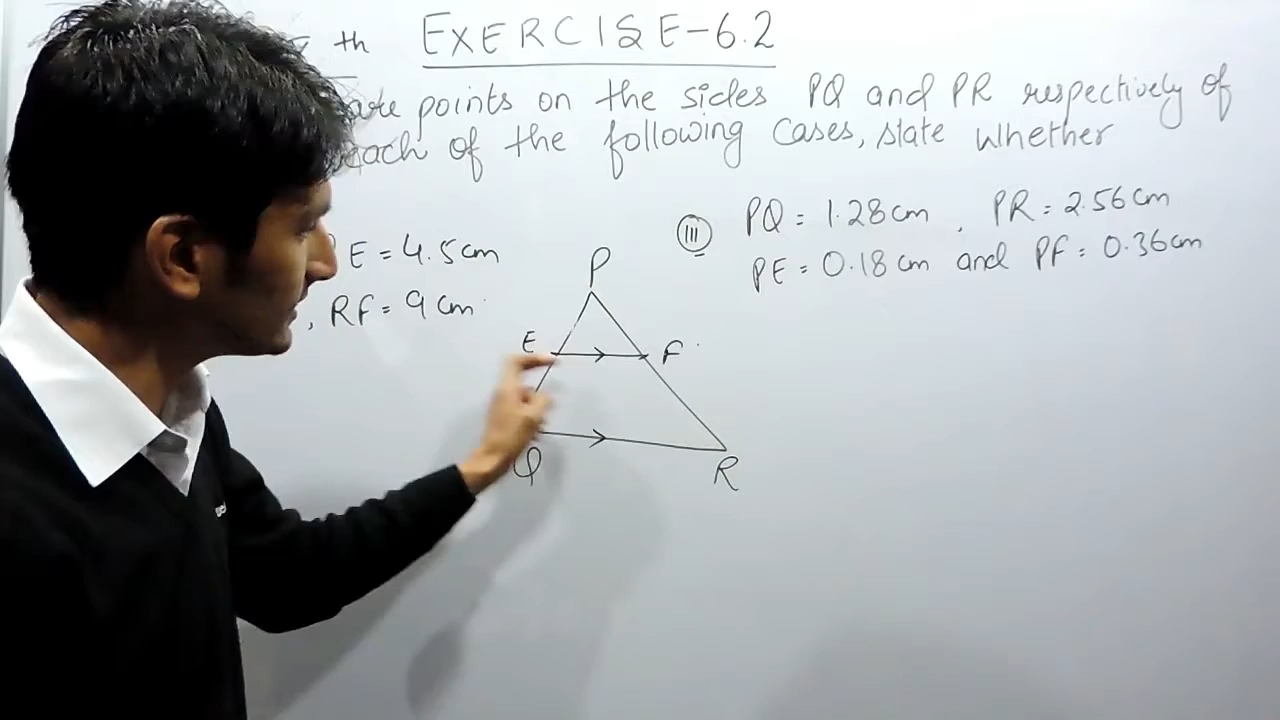 th EXERCISE-6.2
are points on the sides PQ and PR respectively of
each of the following cases, state whether
III PQ = 1.28cm, PR = 2.56cm
PE = 0.18cm and PF = 0.36cm
E = 4.5cm
, RF = 9cm
P
E F
Q R